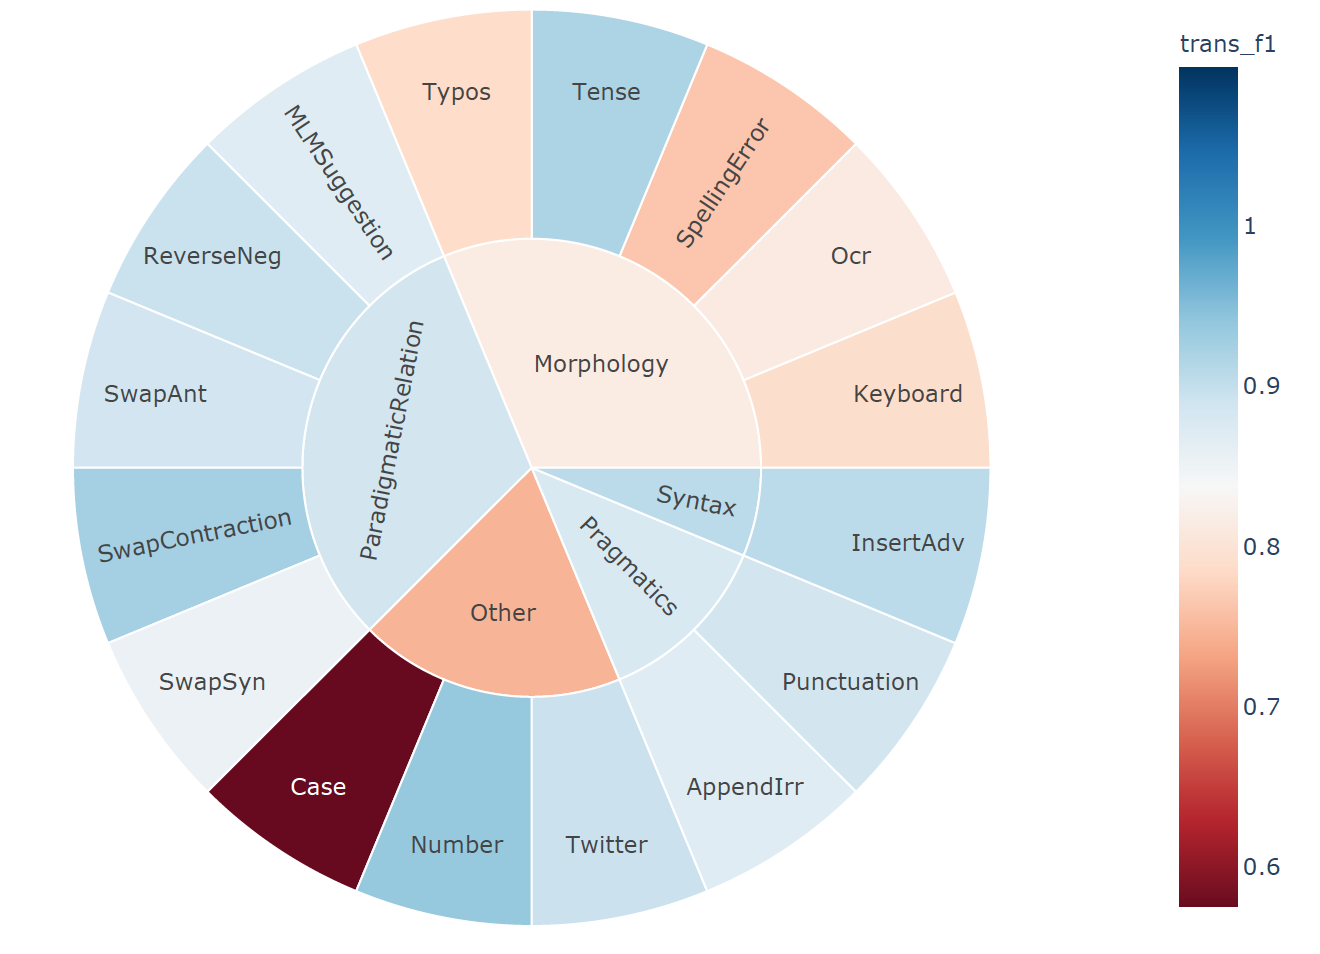 trans_f1
1
0.9
0.8
0.7
0.6
Typos
Tense
SpellingError
Ocr
Keyboard
MLMSuggestion
ReverseNeg
SwapAnt
SwapContraction
SwapSyn
Morphology
ParadigmaticRelation
Syntax
Pragmatics
Other
InsertAdv
Punctuation
AppendIrr
Twitter
Number
Case